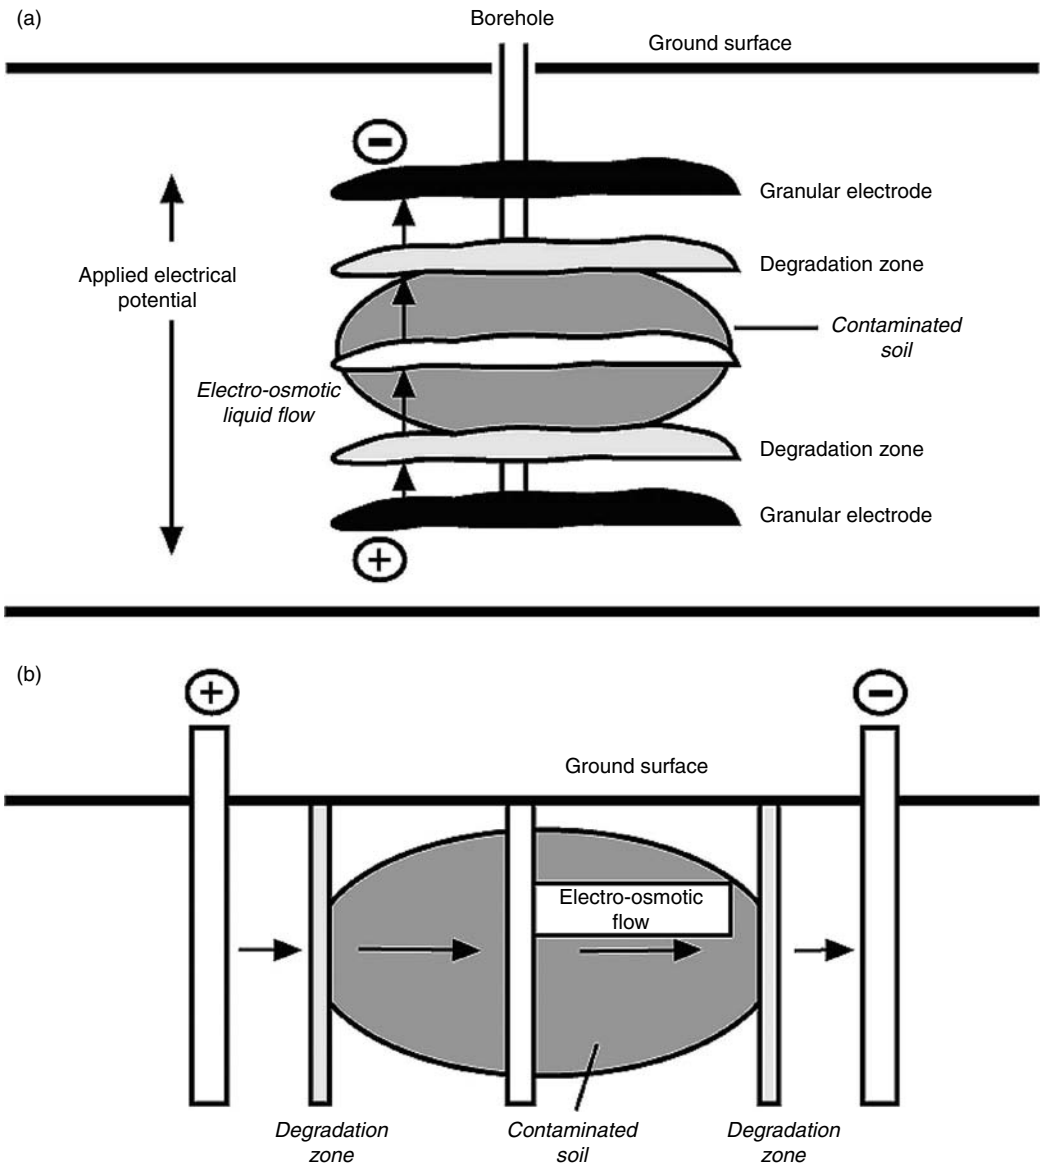 (a)
Borehole
Ground surface
−
Granular electrode
Degradation zone
Applied electrical
potential
Contaminated
soil
Electro-osmotic
liquid flow
Degradation zone
Granular electrode
+
(b)
+
−
Ground surface
Electro-osmotic
flow
Degradation
zone
Contaminated
soil
Degradation
zone